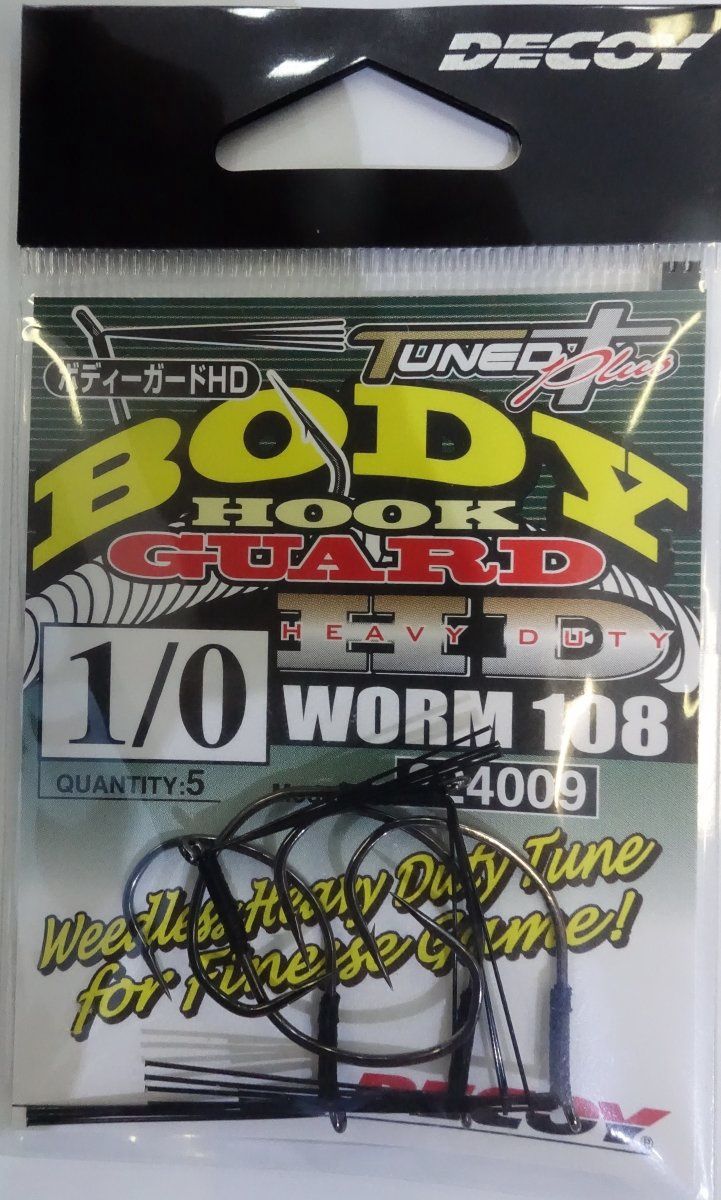 DECOY
TUNED Plus
ボディーガードHD
BODY
HOOK
GUARD
HD
HEAVY DUTY
1/0
WORM 108
QUANTITY:5
4009
Weedless Heavy Duty Tune
for Finesse Game!
DECOY®